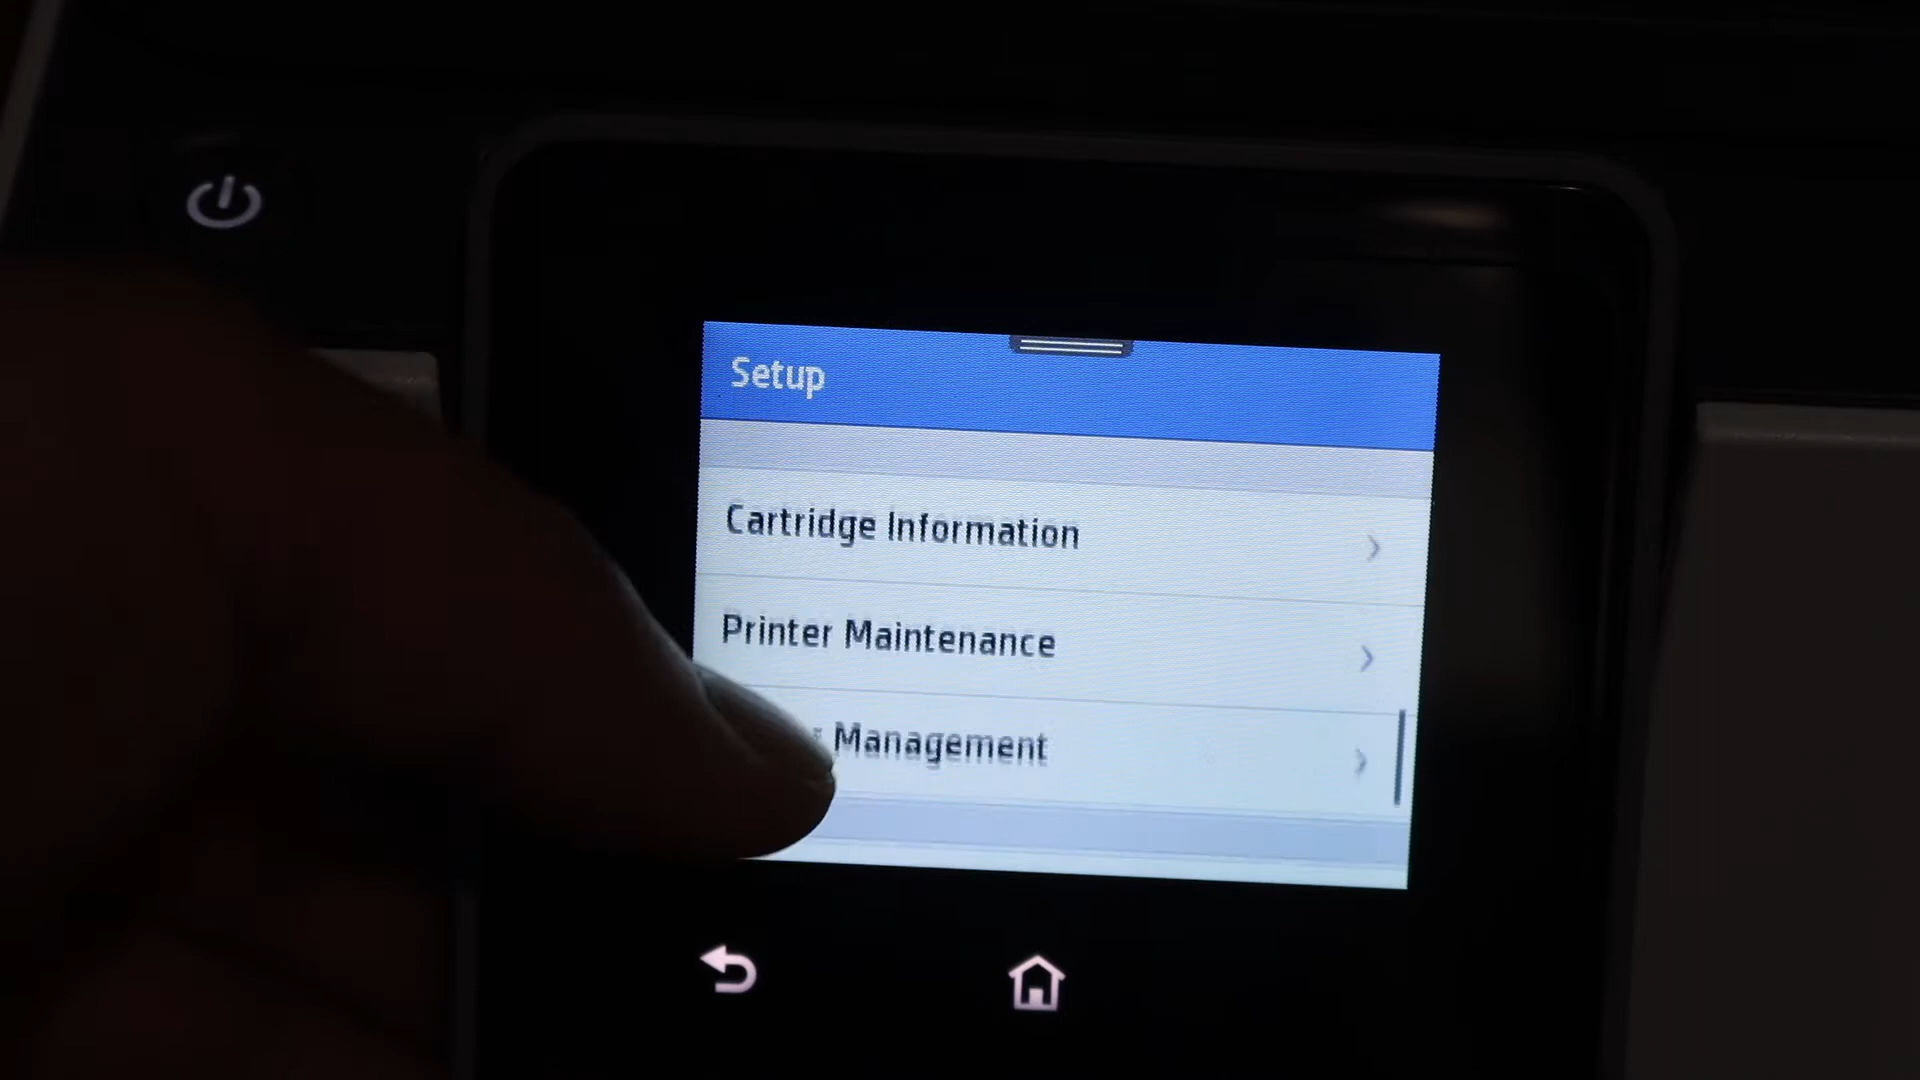 Setup
Cartridge Information
Printer Maintenance
Management